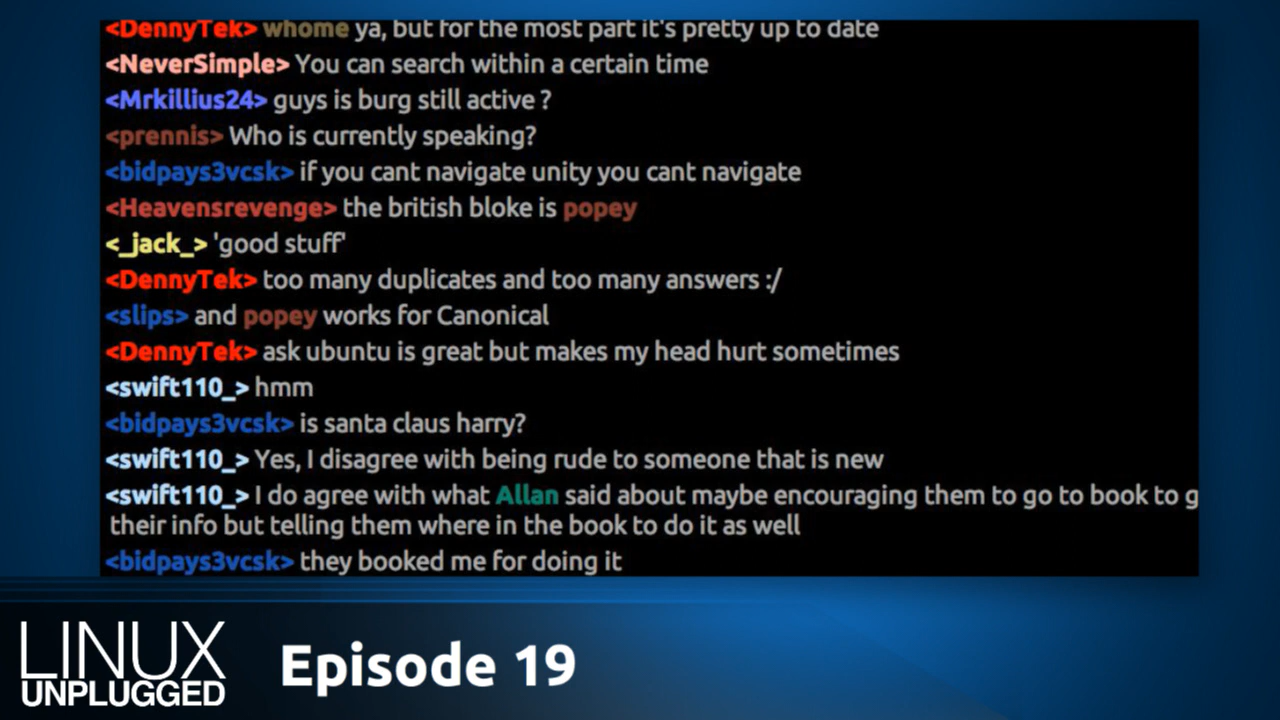 <DennyTek> whome ya, but for the most part it's pretty up to date
<NeverSimple> You can search within a certain time
<Mrkillius24> guys is burg still active ?
<prennis> Who is currently speaking?
<bidpays3vcsk> if you cant navigate unity you cant navigate
<Heavensrevenge> the british bloke is popey
<_jack_> 'good stuff'
<DennyTek> too many duplicates and too many answers :/
<slips> and popey works for Canonical
<DennyTek> ask ubuntu is great but makes my head hurt sometimes
<swift110_> hmm
<bidpays3vcsk> is santa claus harry?
<swift110_> Yes, I disagree with being rude to someone that is new
<swift110_> I do agree with what Allan said about maybe encouraging them to go to book to g
their info but telling them where in the book to do it as well
<bidpays3vcsk> they booked me for doing it
LINUX
UNPLUGGED
Episode 19